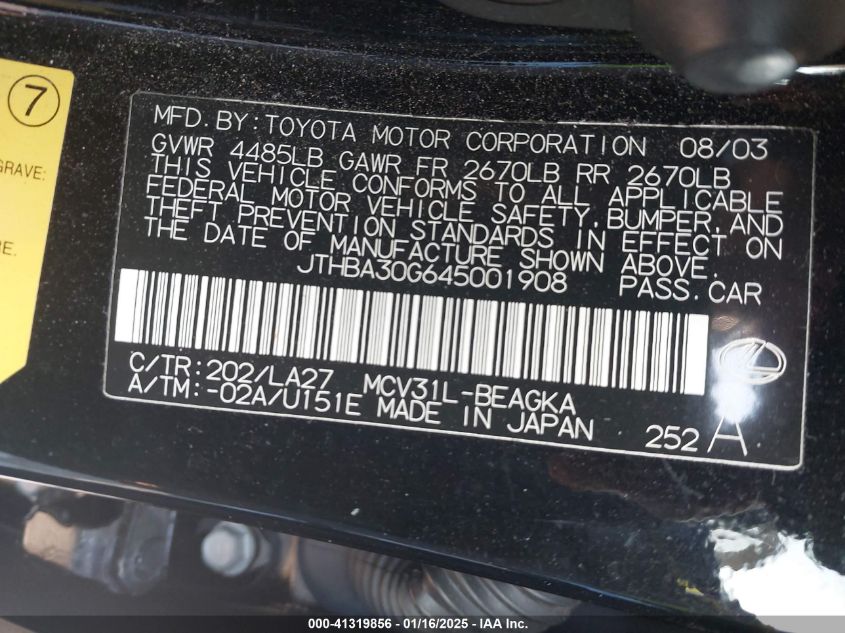 7
GRAVE:
RE.
MFD. BY: TOYOTA MOTOR CORPORATION 08/03
GVWR 4485LB GAWR FR 2670LB RR 2670LB
THIS VEHICLE CONFORMS TO ALL APPLICABLE
FEDERAL MOTOR VEHICLE SAFETY, BUMPER, AND
THEFT PREVENTION STANDARDS IN EFFECT ON
THE DATE OF MANUFACTURE SHOWN ABOVE.
JTHBA30G645001908 PASS. CAR
C/TR: 202/LA27 MCV31L-BEAGKA
A/TM: -02A/U151E MADE IN JAPAN
252 A
000-41319856 - 01/16/2025 - IAA Inc.